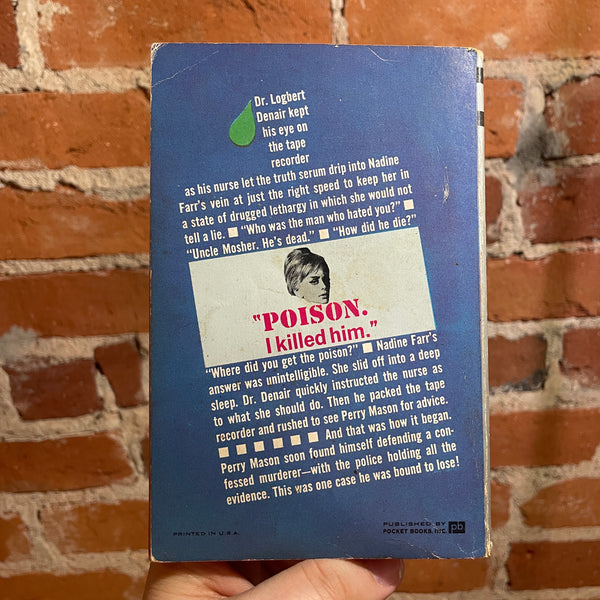 Dr. Logbert
Denair kept
his eye on
the tape
recorder
as his nurse let the truth serum drip into Nadine
Farr's vein at just the right speed to keep her in
a state of drugged lethargy in which she would not
tell a lie. ■ "Who was the man who hated you?" ■
"Uncle Mosher. He's dead." ■ "How did he die?"
"POISON.
I killed him."
"Where did you get the poison?" ■ Nadine Farr's
answer was unintelligible. She slid off into a deep
sleep. Dr. Denair quickly instructed the nurse as
to what she should do. Then he packed the tape
recorder and rushed to see Perry Mason for advice.
■ ■ ■ ■ ■ ■ And that was how it began.
Perry Mason soon found himself defending a con-
fessed murderer—with the police holding all the
evidence. This was one case he was bound to lose!
PRINTED IN U.S.A.
PUBLISHED BY
POCKET BOOKS, INC.
pb